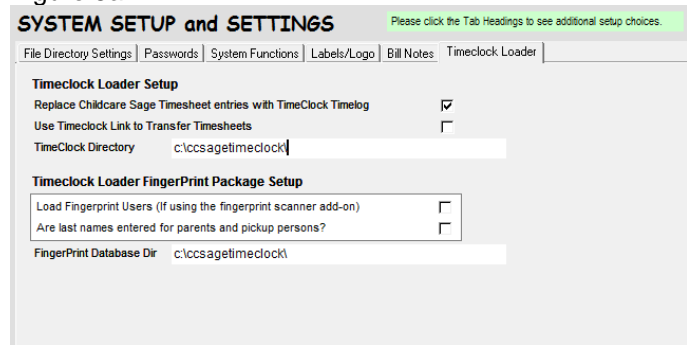 SYSTEM SETUP and SETTINGS
Please click the Tab Headings to see additional setup choices.
File Directory Settings Passwords System Functions Labels/Logo Bill Notes Timeclock Loader
Timeclock Loader Setup
Replace Childcare Sage Timesheet entries with TimeClock Timelog
Use Timeclock Link to Transfer Timesheets
TimeClock Directory c:\ccsagetimeclock\
Timeclock Loader FingerPrint Package Setup
Load Fingerprint Users (If using the fingerprint scanner add-on)
Are last names entered for parents and pickup persons?
FingerPrint Database Dir c:\ccsagetimeclock\